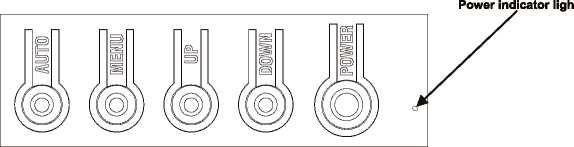 Power indicator ligh
AUTO
MENU
UP
DOWN
POWER